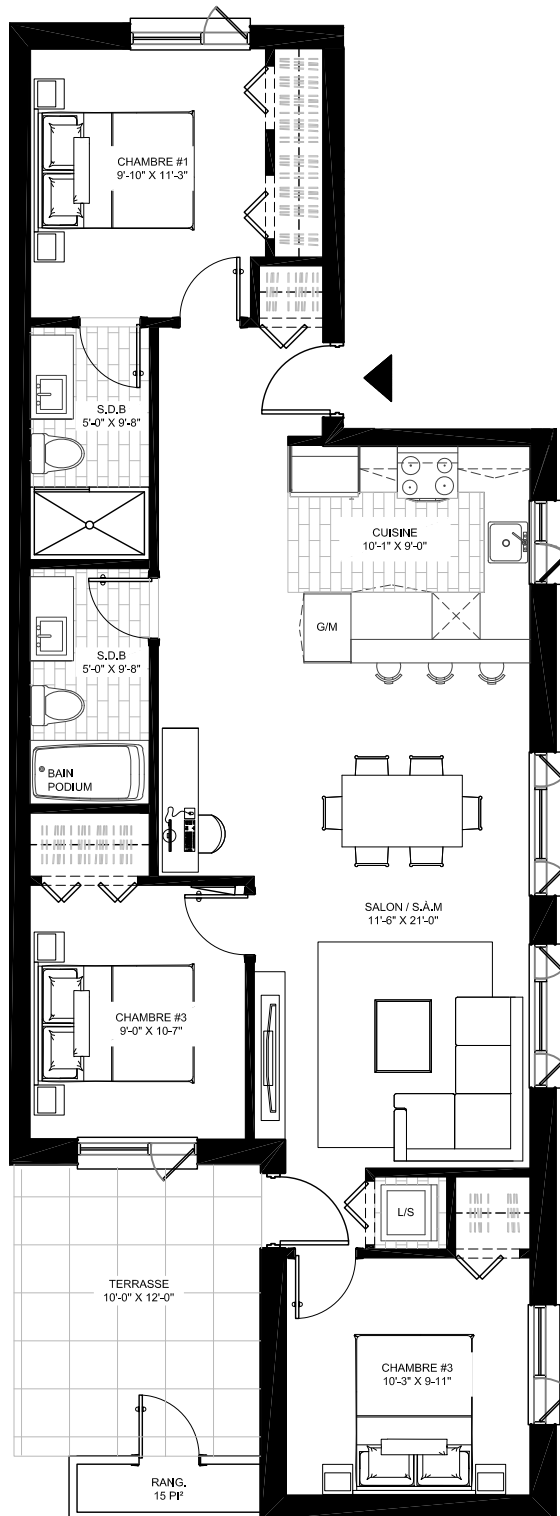 CHAMBRE #1
9'-10" X 11'-3"
S.D.B
5'-0" X 9'-8"
CUISINE
10'-1" X 9'-0"
G/M
S.D.B
5'-0" X 9'-8"
BAIN
PODIUM
SALON / S.À.M
11'-6" X 21'-0"
CHAMBRE #3
9'-0" X 10'-7"
L/S
TERRASSE
10'-0" X 12'-0"
CHAMBRE #3
10'-3" X 9-11"
RANG.
15 PI²